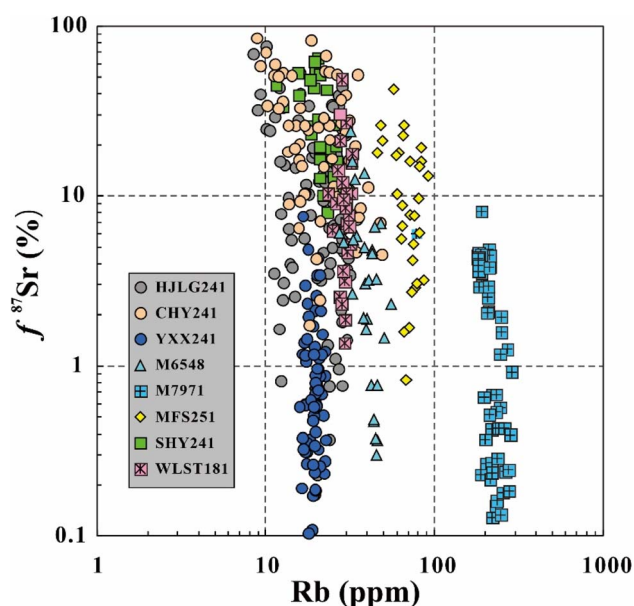 100
10
1
0.1
f ⁸⁷Sr (%)
HJLG241
CHY241
YXX241
M6548
M7971
MFS251
SHY241
WLST181
1 10 100 1000
Rb (ppm)